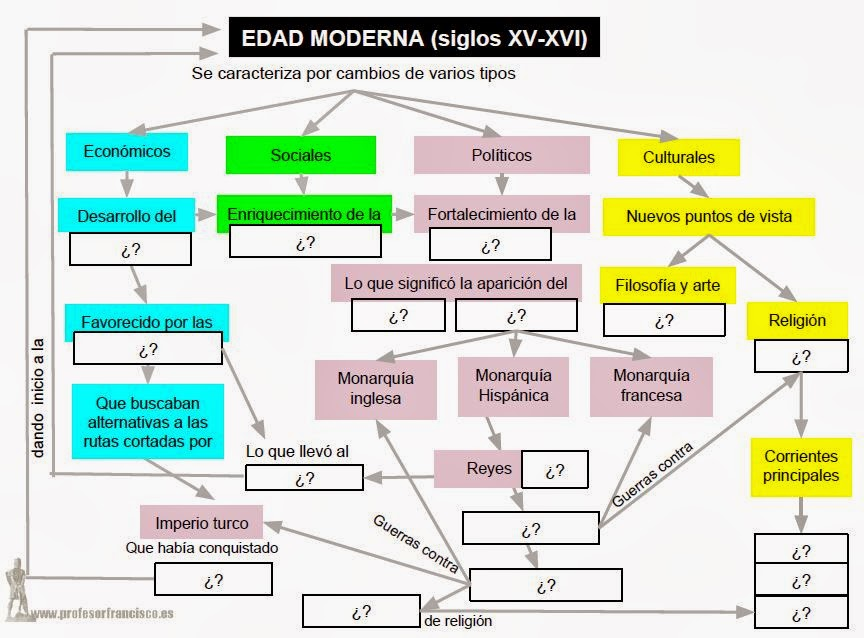 EDAD MODERNA (siglos XV-XVI)
Se caracteriza por cambios de varios tipos
Económicos
Sociales
Políticos
Culturales
Desarrollo del
¿?
Enriquecimiento de la
¿?
Fortalecimiento de la
¿?
Nuevos puntos de vista
Lo que significó la aparición del
¿?
¿?
Filosofía y arte
¿?
Religión
¿?
Favorecido por las
¿?
Monarquía
inglesa
Monarquía
Hispánica
Monarquía
francesa
Que buscaban
alternativas a las
rutas cortadas por
Lo que llevó al
¿?
Reyes
¿?
Corrientes
principales
Guerras contra
Imperio turco
Que había conquistado
¿?
Guerras contra
¿?
¿?
¿?
de religión
¿?
¿?
¿?
dando inicio a la
www.profesorfrancisco.es